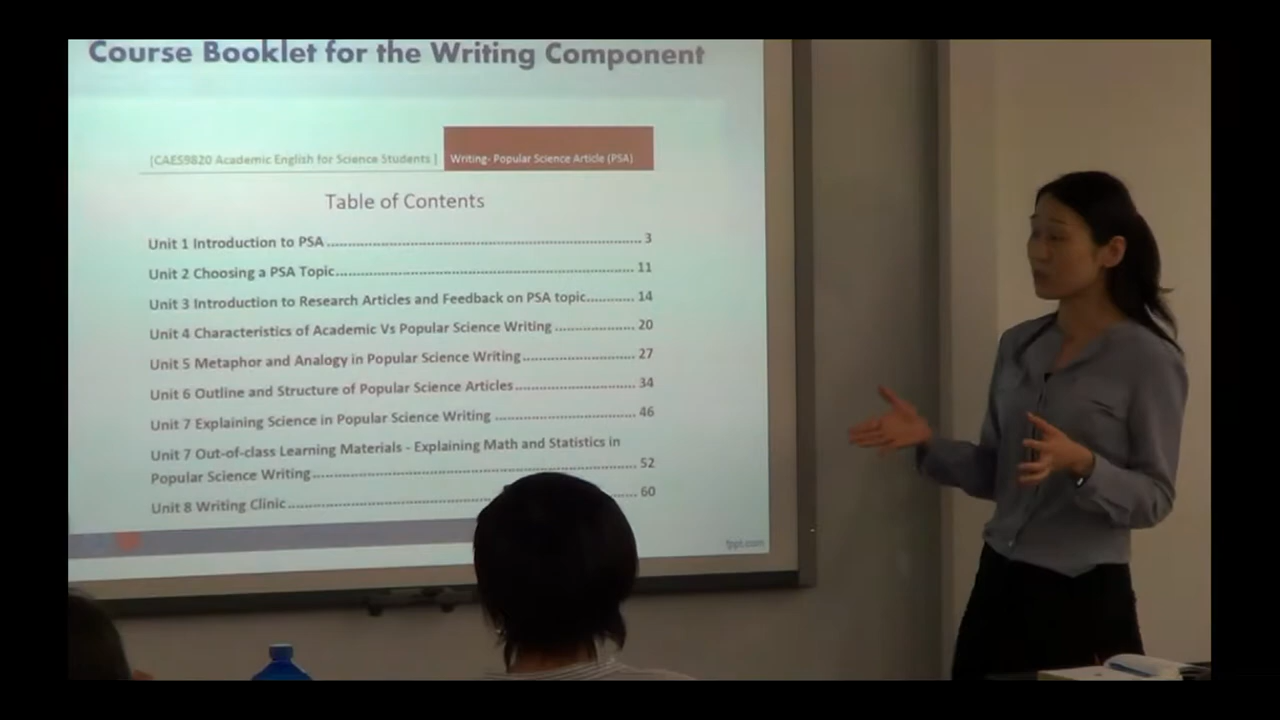 Course Booklet for the Writing Component
[CAES9820 Academic English for Science Students ] Writing- Popular Science Article (PSA)
Table of Contents
Unit 1 Introduction to PSA ........ 3
Unit 2 Choosing a PSA Topic ........ 11
Unit 3 Introduction to Research Articles and Feedback on PSA topic ........ 14
Unit 4 Characteristics of Academic Vs Popular Science Writing ........ 20
Unit 5 Metaphor and Analogy in Popular Science Writing ........ 27
Unit 6 Outline and Structure of Popular Science Articles ........ 34
Unit 7 Explaining Science in Popular Science Writing ........ 46
Unit 7 Out-of-class Learning Materials - Explaining Math and Statistics in
Popular Science Writing ........ 52
Unit 8 Writing Clinic ........ 60
fppt.com